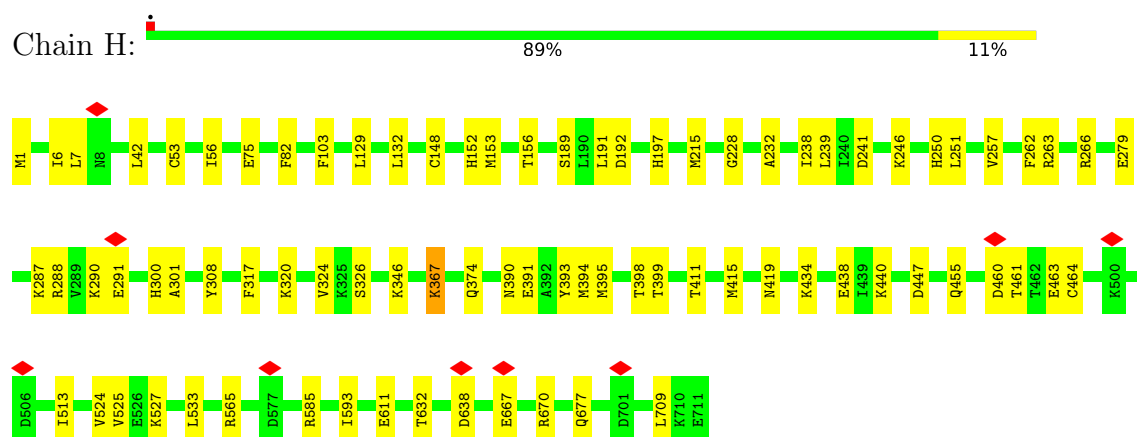 Chain H:
89% 11%
M1 I6 L7 N8 L42 C53 I56 E75 F82 F103 L129 L132 C148 H152 M153 T156 S189 L190 L191 D192 H197 M215 G228 A232 I238 L239 I240 D241 K246 H250 L251 V257 F262 R263 R266 E279
K287 R288 V289 K290 E291 H300 A301 Y308 F317 K320 V324 K325 S326 K346 K367 Q374 N390 E391 A392 Y393 M394 M395 T398 T399 T411 M415 N419 K434 E438 I439 K440 D447 Q455 D460 T461 T462 E463 C464 K500
D506 I513 V524 V525 E526 K527 L533 R565 D577 R585 I593 E611 T632 D638 E667 R670 Q677 D701 L709 K710 E711